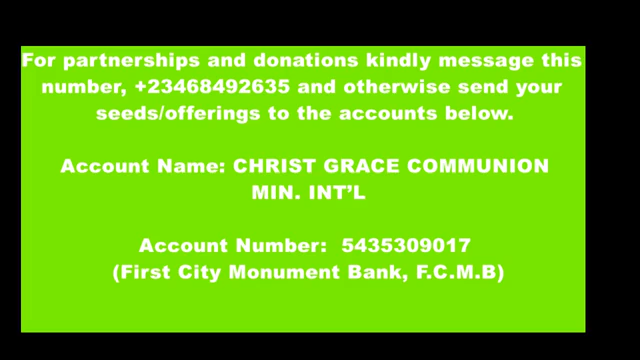 For partnerships and donations kindly message this
number, +23468492635 and otherwise send your
seeds/offerings to the accounts below.
Account Name: CHRIST GRACE COMMUNION
MIN. INT'L
Account Number: 5435309017
(First City Monument Bank, F.C.M.B)